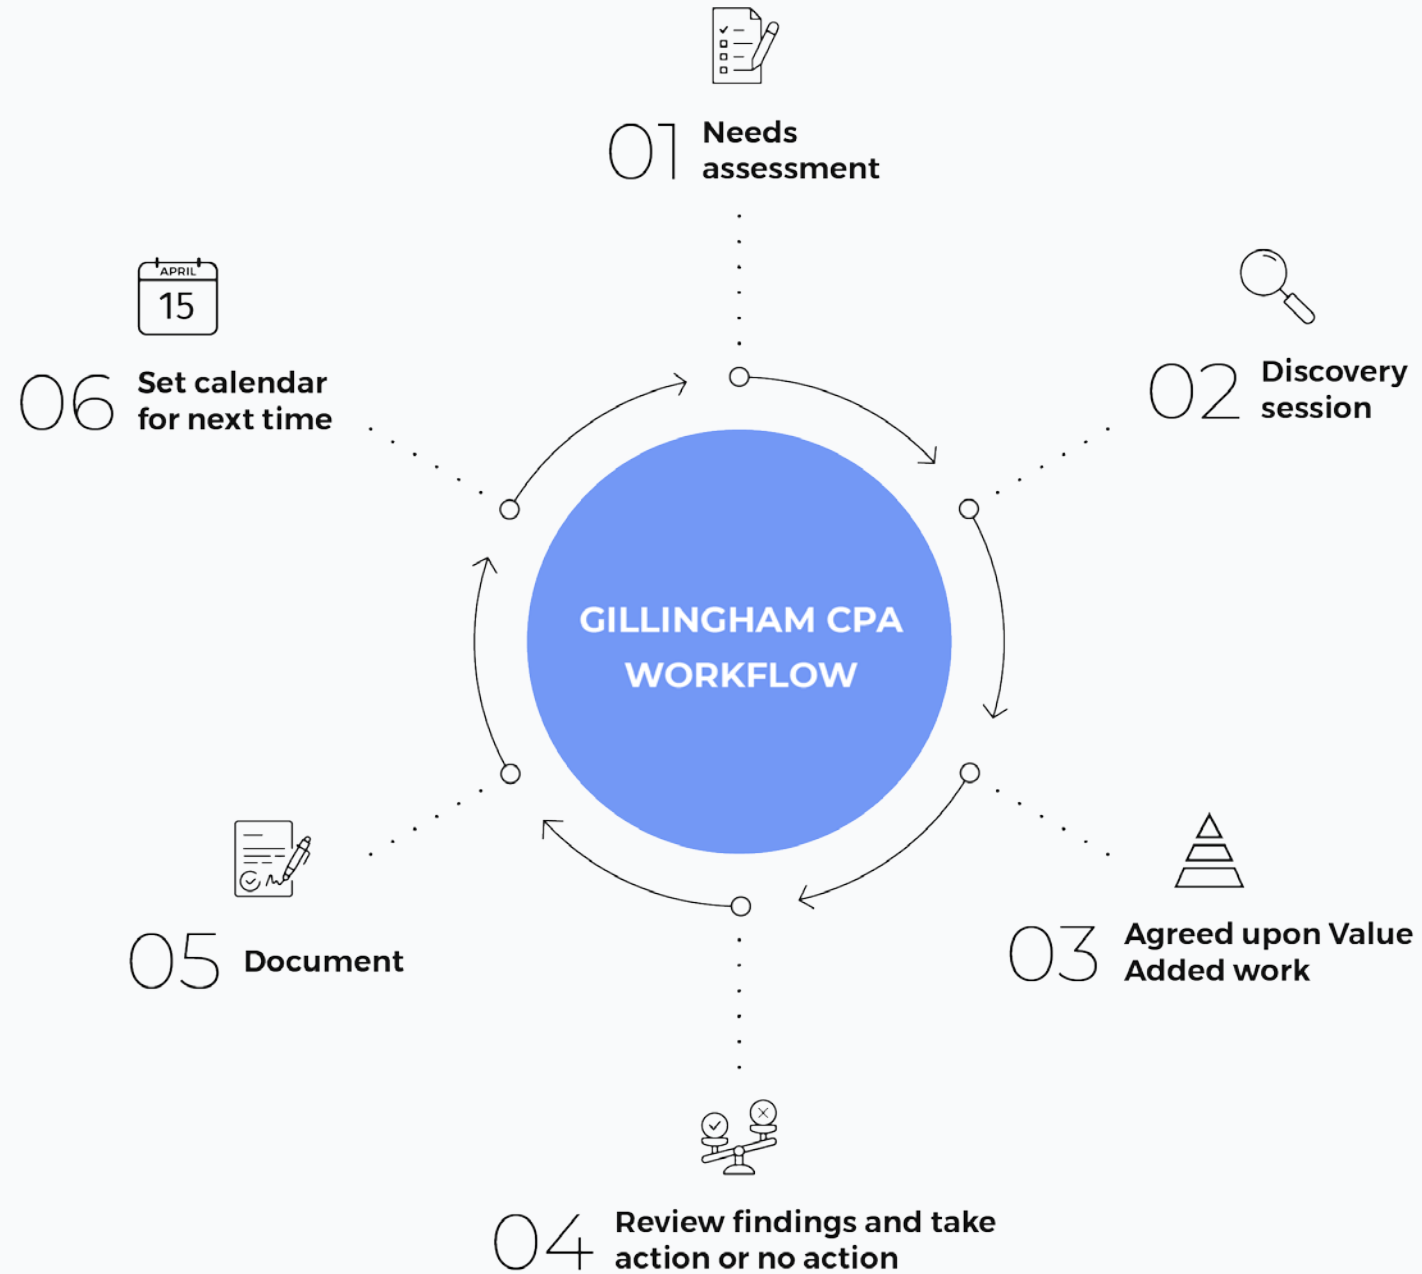 01 Needs
assessment
02 Discovery
session
03 Agreed upon Value
Added work
04 Review findings and take
action or no action
05 Document
APRIL
15
06 Set calendar
for next time
GILLINGHAM CPA
WORKFLOW